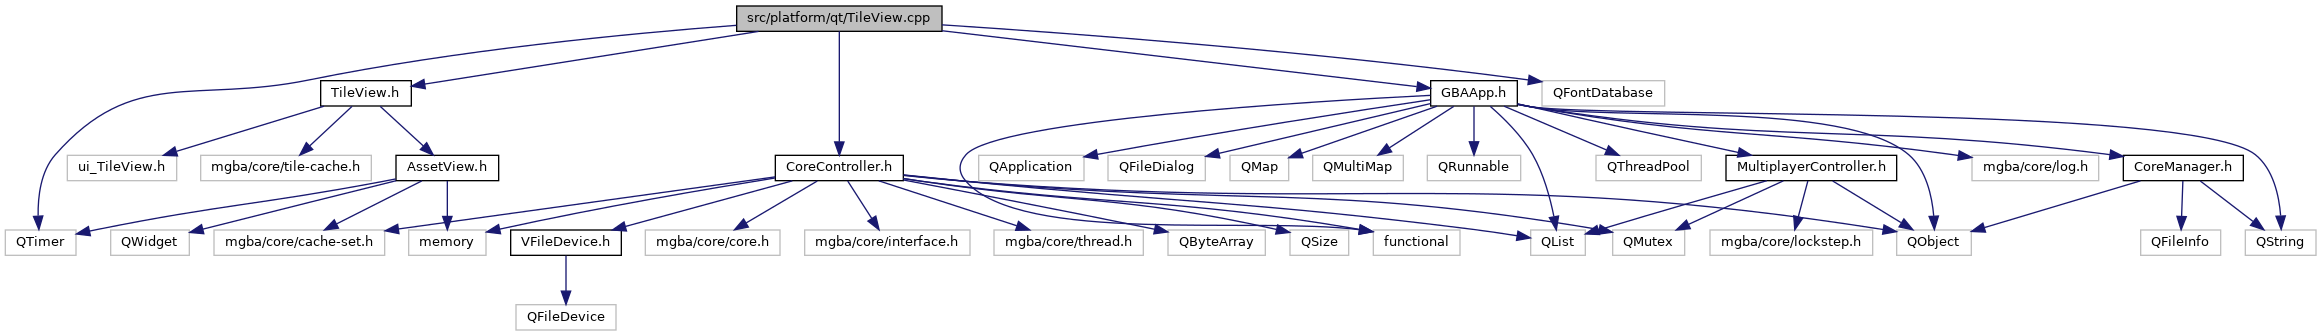 src/platform/qt/TileView.cpp
TileView.h
GBAApp.h
QFontDatabase
ui_TileView.h
mgba/core/tile-cache.h
AssetView.h
CoreController.h
QApplication
QFileDialog
QMap
QMultiMap
QRunnable
QThreadPool
MultiplayerController.h
mgba/core/log.h
CoreManager.h
QTimer
QWidget
mgba/core/cache-set.h
memory
VFileDevice.h
mgba/core/core.h
mgba/core/interface.h
mgba/core/thread.h
QByteArray
QSize
functional
QList
QMutex
mgba/core/lockstep.h
QObject
QFileInfo
QString
QFileDevice